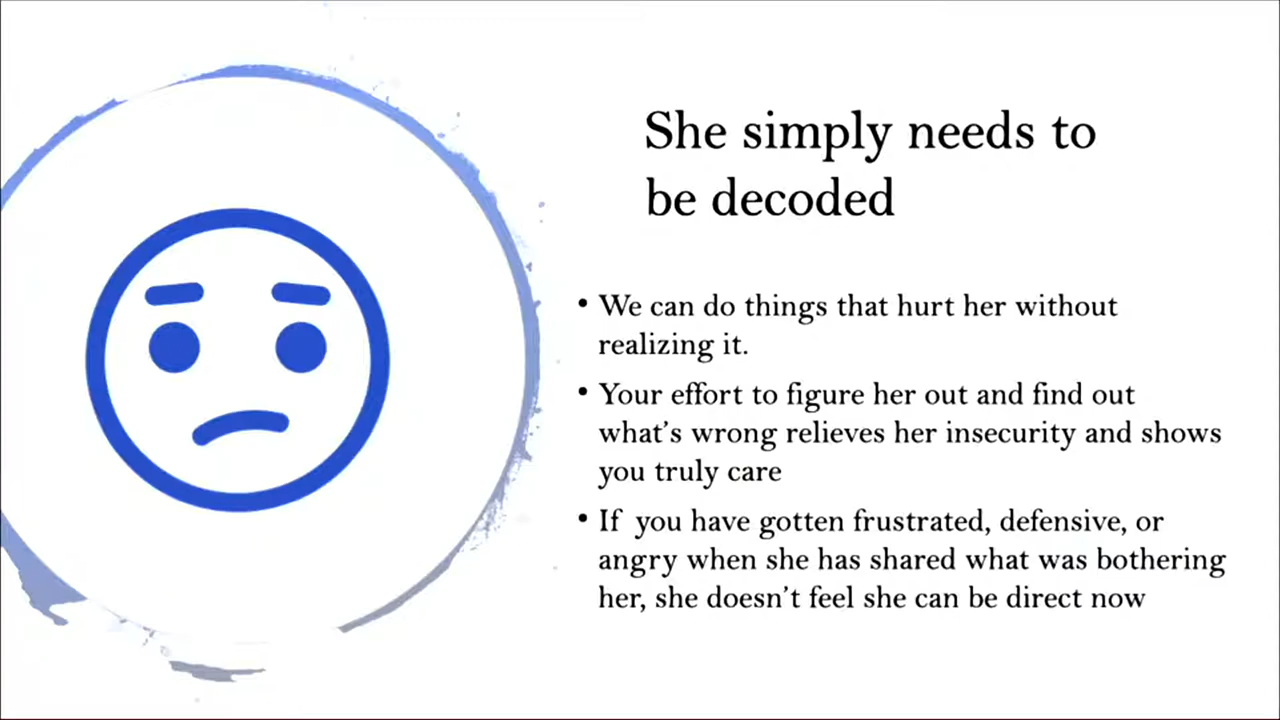 She simply needs to
be decoded
• We can do things that hurt her without
realizing it.
• Your effort to figure her out and find out
what’s wrong relieves her insecurity and shows
you truly care
• If  you have gotten frustrated, defensive, or
angry when she has shared what was bothering
her, she doesn’t feel she can be direct now